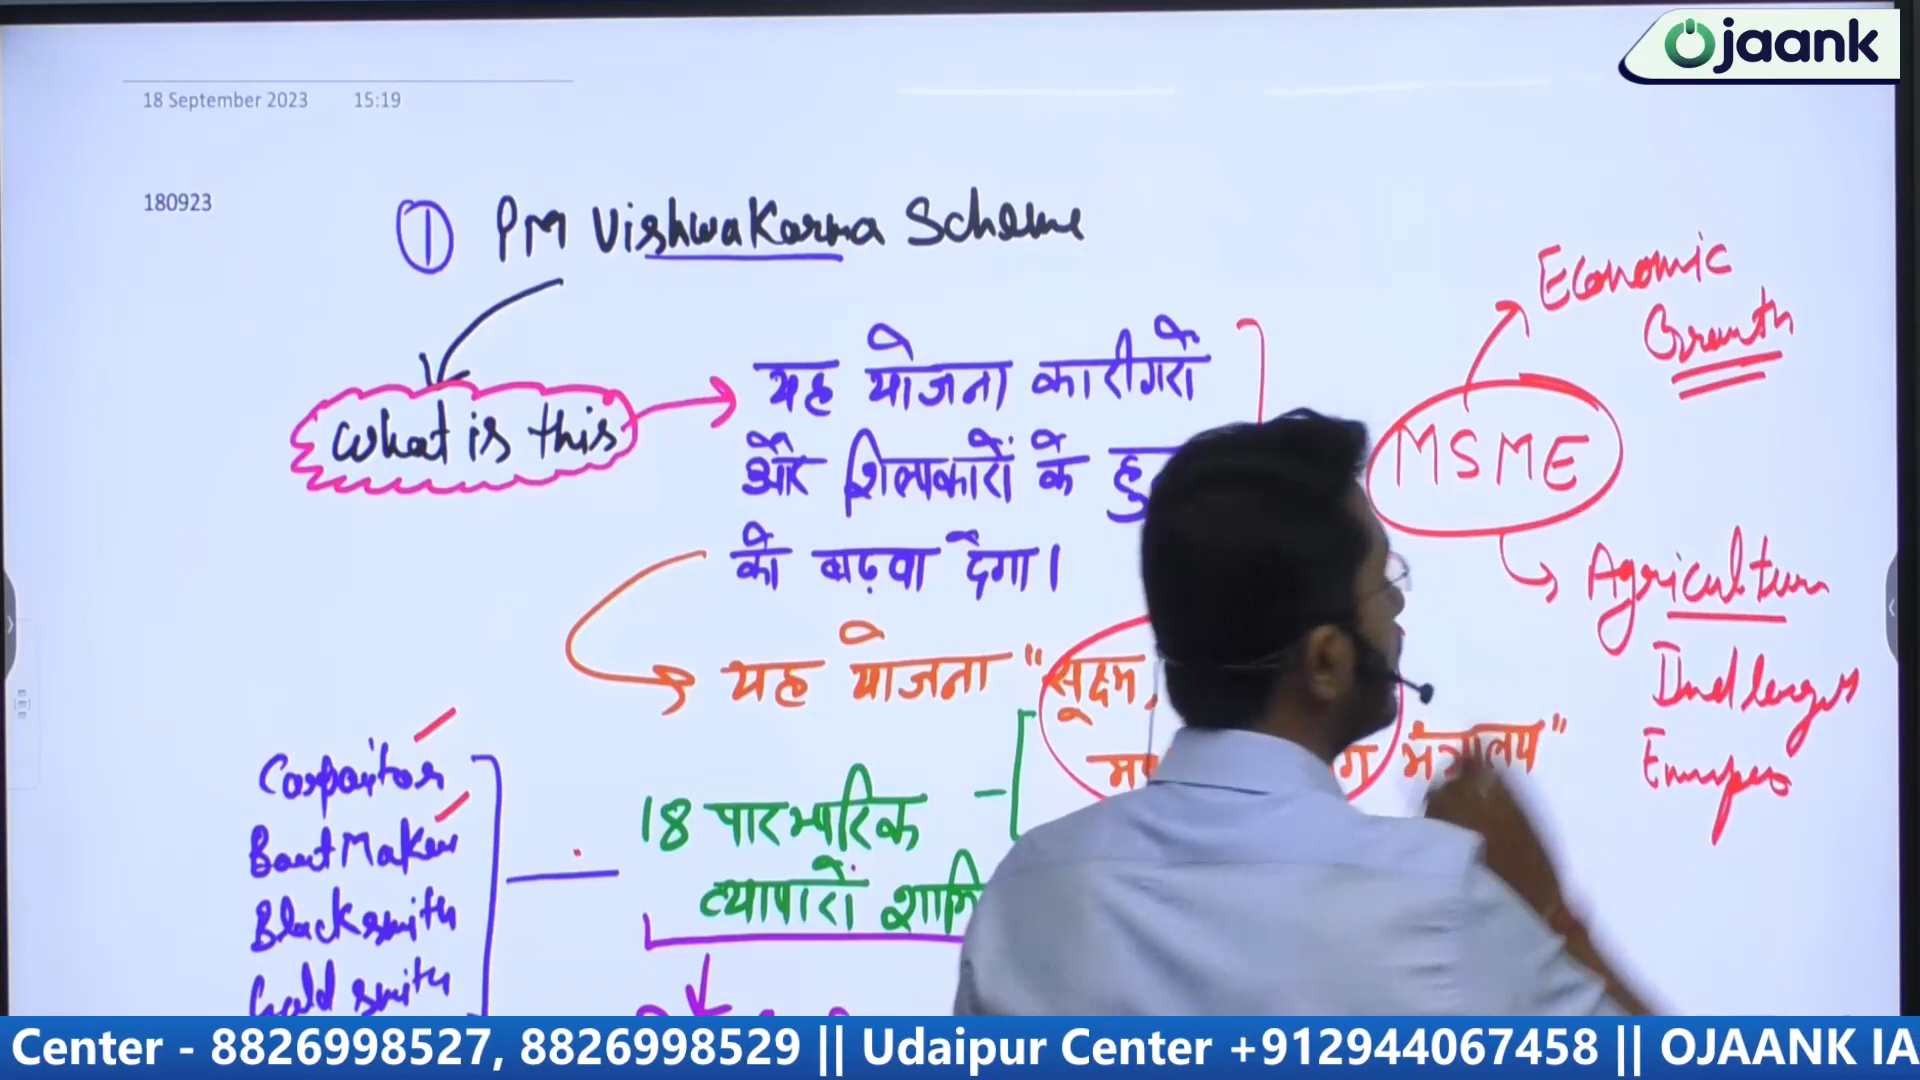 Ojaank
18 September 2023 15:19
180923
① PM Vishwakarma Scheme
What is this
यह योजना कारीगरों
और शिल्पकारों के
को बढ़वा देगा।
यह योजना "सूक्ष्म,
मंत्रालय"
MSME
Economic
Growth
Agriculture
18 पारम्परिक
व्यापारों
Carpenter
Boat Maker
Blacksmith
Gold smith
Center - 8826998527, 8826998529 || Udaipur Center +912944067458 || OJAANK IA